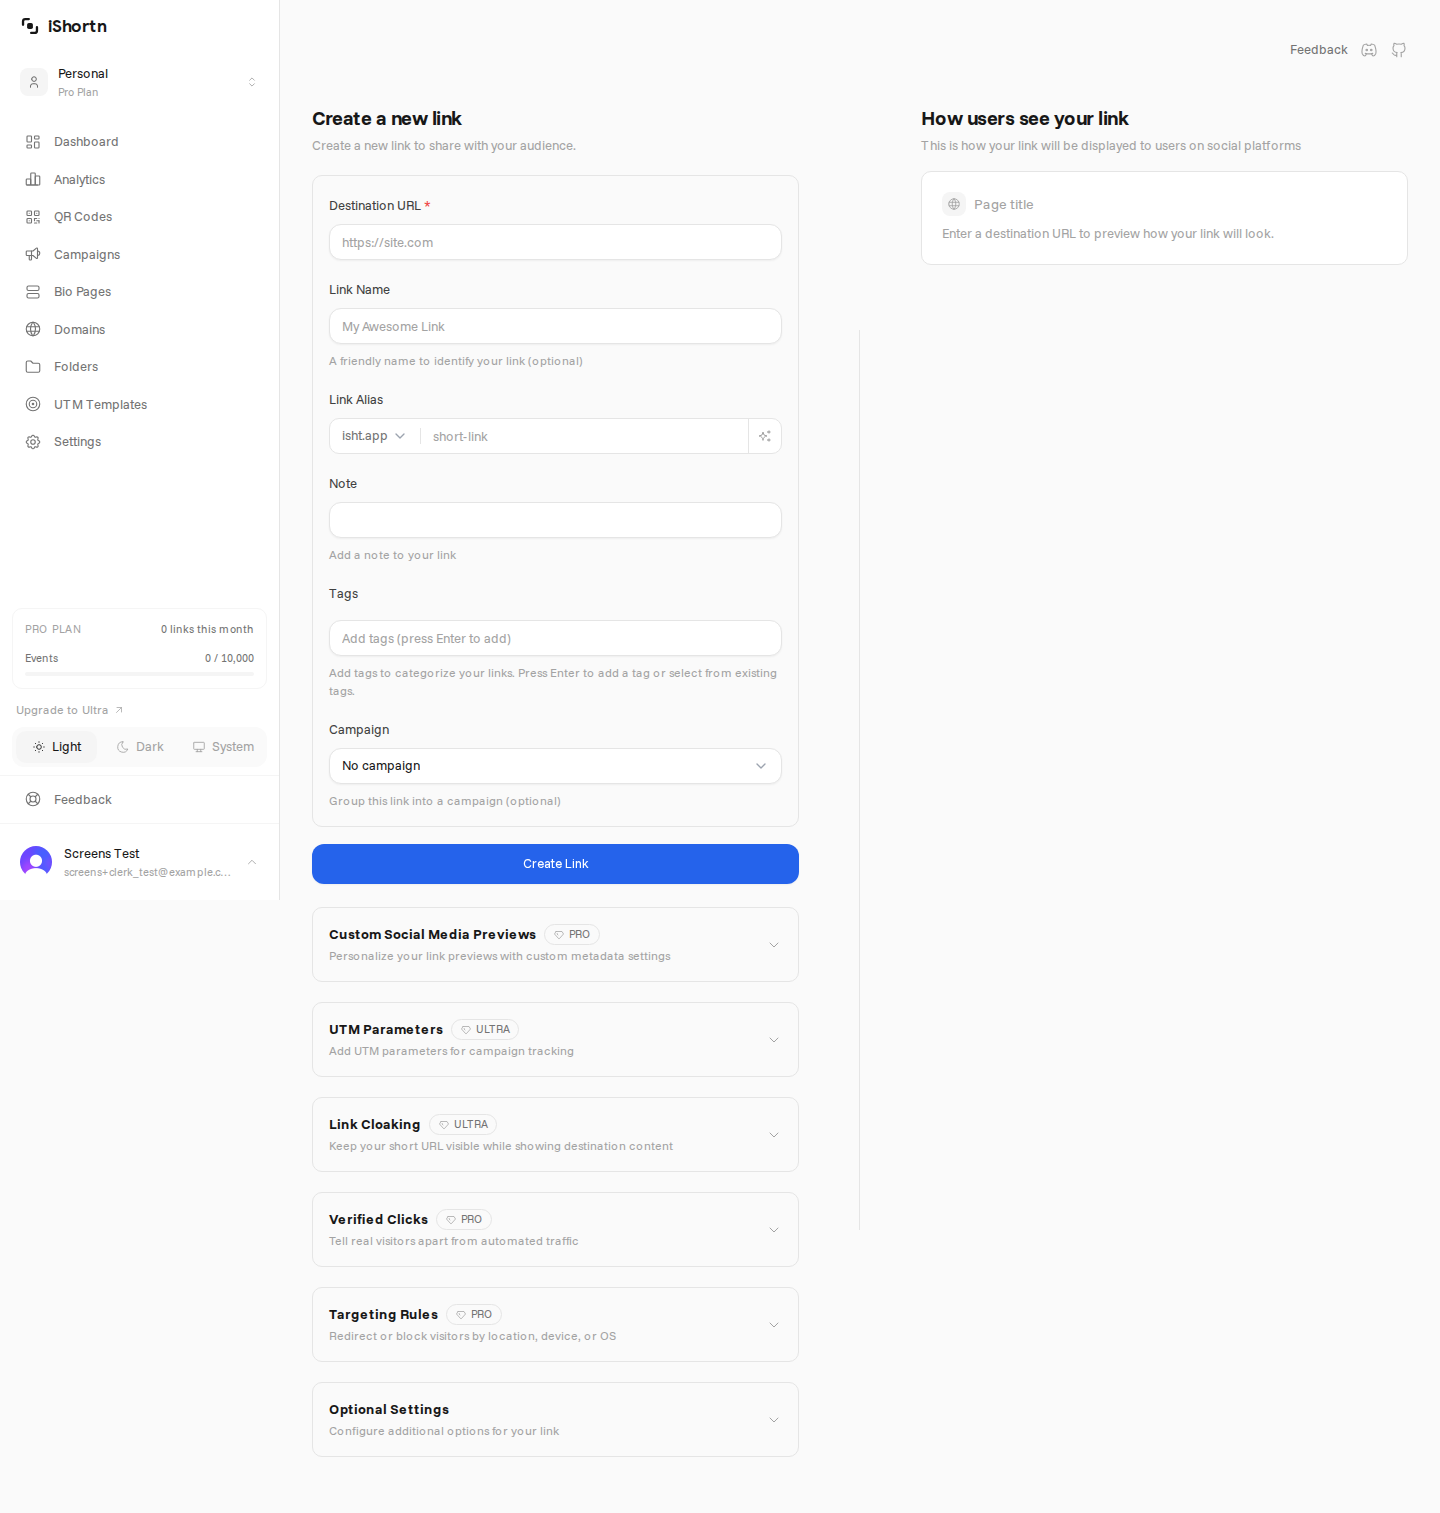 iShortn
Personal
Pro Plan
Dashboard
Analytics
QR Codes
Campaigns
Bio Pages
Domains
Folders
UTM Templates
Settings
PRO PLAN 0 links this month
Events 0 / 10,000
Upgrade to Ultra
Light Dark System
Feedback
Screens Test
screens+clerk_test@example.c...
Feedback
Create a new link
Create a new link to share with your audience.
Destination URL *
https://site.com
Link Name
My Awesome Link
A friendly name to identify your link (optional)
Link Alias
isht.app short-link
Note
Add a note to your link
Tags
Add tags (press Enter to add)
Add tags to categorize your links. Press Enter to add a tag or select from existing
tags.
Campaign
No campaign
Group this link into a campaign (optional)
Create Link
Custom Social Media Previews PRO
Personalize your link previews with custom metadata settings
UTM Parameters ULTRA
Add UTM parameters for campaign tracking
Link Cloaking ULTRA
Keep your short URL visible while showing destination content
Verified Clicks PRO
Tell real visitors apart from automated traffic
Targeting Rules PRO
Redirect or block visitors by location, device, or OS
Optional Settings
Configure additional options for your link
How users see your link
This is how your link will be displayed to users on social platforms
Page title
Enter a destination URL to preview how your link will look.